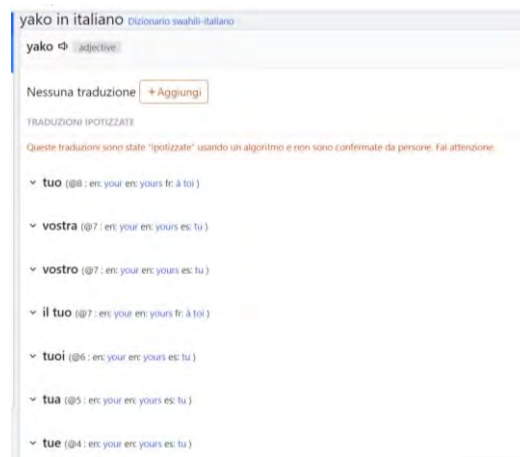 yako in italiano Dizionario swahili-italiano
yako adjective
Nessuna traduzione +Aggiungi
TRADUZIONI IPOTIZZATE
Queste traduzioni sono state "ipotizzate" usando un algoritmo e non sono confermate da persone. Fai attenzione.
tuo (@8 : en: your en: yours fr: à toi )
vostra (@7 : en: your en: yours es: tu )
vostro (@7 : en: your en: yours es: tu )
il tuo (@7 : en: your en: yours fr: à toi )
tuoi (@6 : en: your en: yours es: tu )
tua (@5 : en: your en: yours es: tu )
tue (@4 : en: your en: yours es: tu )